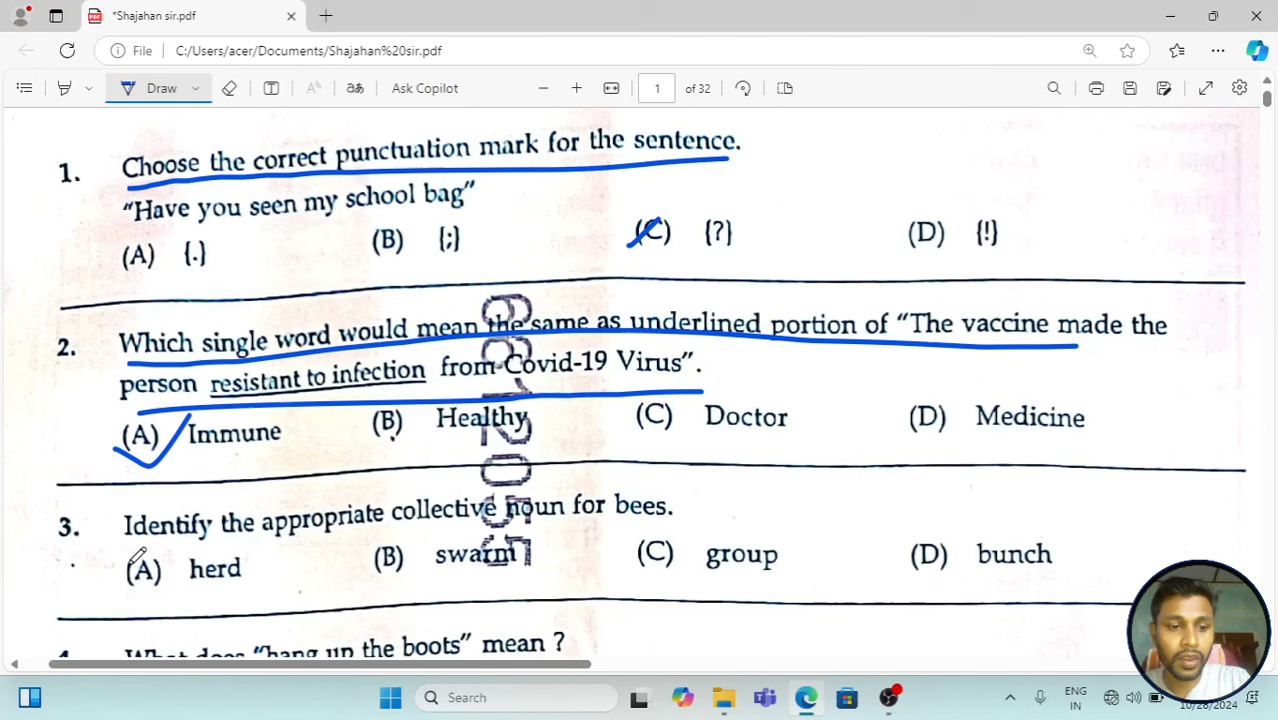 *Shajahan sir.pdf
File C:/Users/acer/Documents/Shajahan%20sir.pdf
Draw Ask Copilot 1 of 32
1. Choose the correct punctuation mark for the sentence.
"Have you seen my school bag"
(A) {.} (B) {;} (C) {?} (D) {!}
2. Which single word would mean the same as underlined portion of "The vaccine made the
person resistant to infection from Covid-19 Virus".
(A) Immune (B) Healthy (C) Doctor (D) Medicine
3. Identify the appropriate collective noun for bees.
(A) herd (B) swarm (C) group (D) bunch
4. What does "hang up the boots" mean ?
Search
ENG
IN
10/28/2024